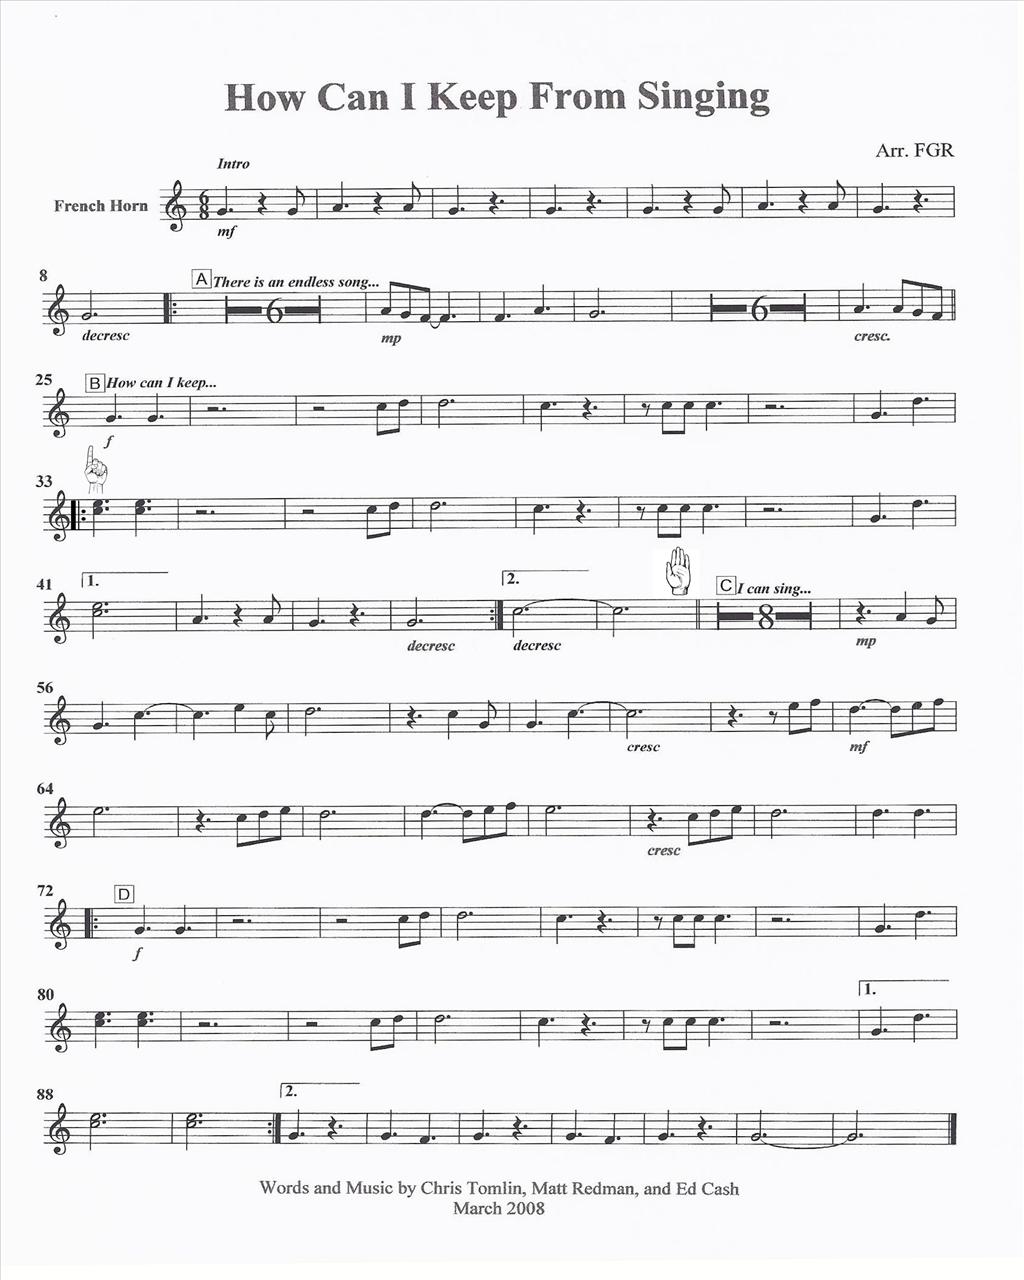 How Can I Keep From Singing
Arr. FGR
Intro
French Horn
6
8
mf
8
A There is an endless song...
6
6
decresc
mp
cresc.
25
B How can I keep...
f
33
41
1.
2.
C I can sing...
8
decresc
decresc
mp
56
cresc
mf
64
cresc
72
D
f
80
1.
88
2.
Words and Music by Chris Tomlin, Matt Redman, and Ed Cash
March 2008